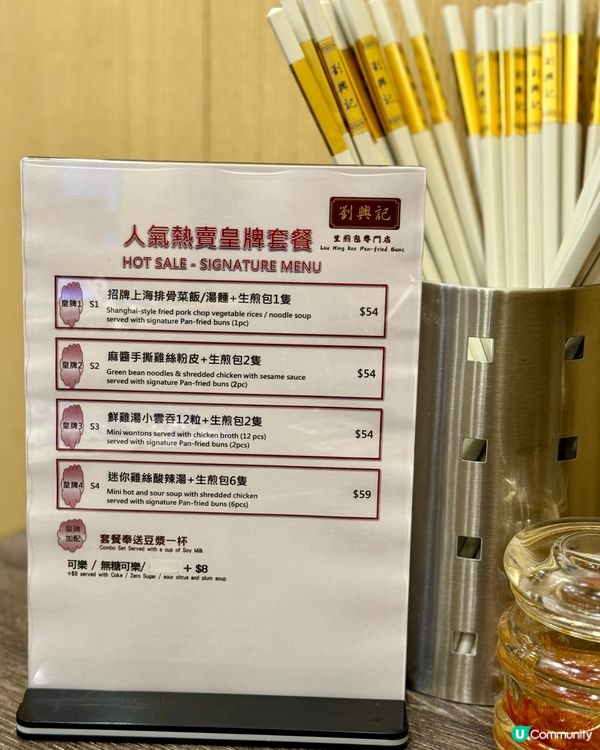 劉興記
生煎包專門店
Lau Hing Kee Pan-fried Buns
人氣熱賣皇牌套餐
HOT SALE - SIGNATURE MENU
皇牌1 S1 招牌上海排骨菜飯/湯麵+生煎包1隻
Shanghai-style fried pork chop vegetable rices / noodle soup
served with signature Pan-fried buns (1pc)
$54
皇牌2 S2 麻醬手撕雞絲粉皮+生煎包2隻
Green bean noodles & shredded chicken with sesame sauce
served with signature Pan-fried buns (2pc)
$54
皇牌3 S3 鮮雞湯小雲吞12粒+生煎包2隻
Mini wontons served with chicken broth (12 pcs)
served with signature Pan-fried buns (2pcs)
$54
皇牌4 S4 迷你雞絲酸辣湯+生煎包6隻
Mini hot and sour soup with shredded chicken
served with signature Pan-fried buns (6pcs)
$59
皇牌
加配
套餐奉送豆漿一杯
Combo Set Served with a cup of Soy Milk
可樂 / 無糖可樂/ + $8
+$8 served with Coke / Zero Sugar / sour citrus and plum soup
劉興記
劉興記
劉興記
U Community